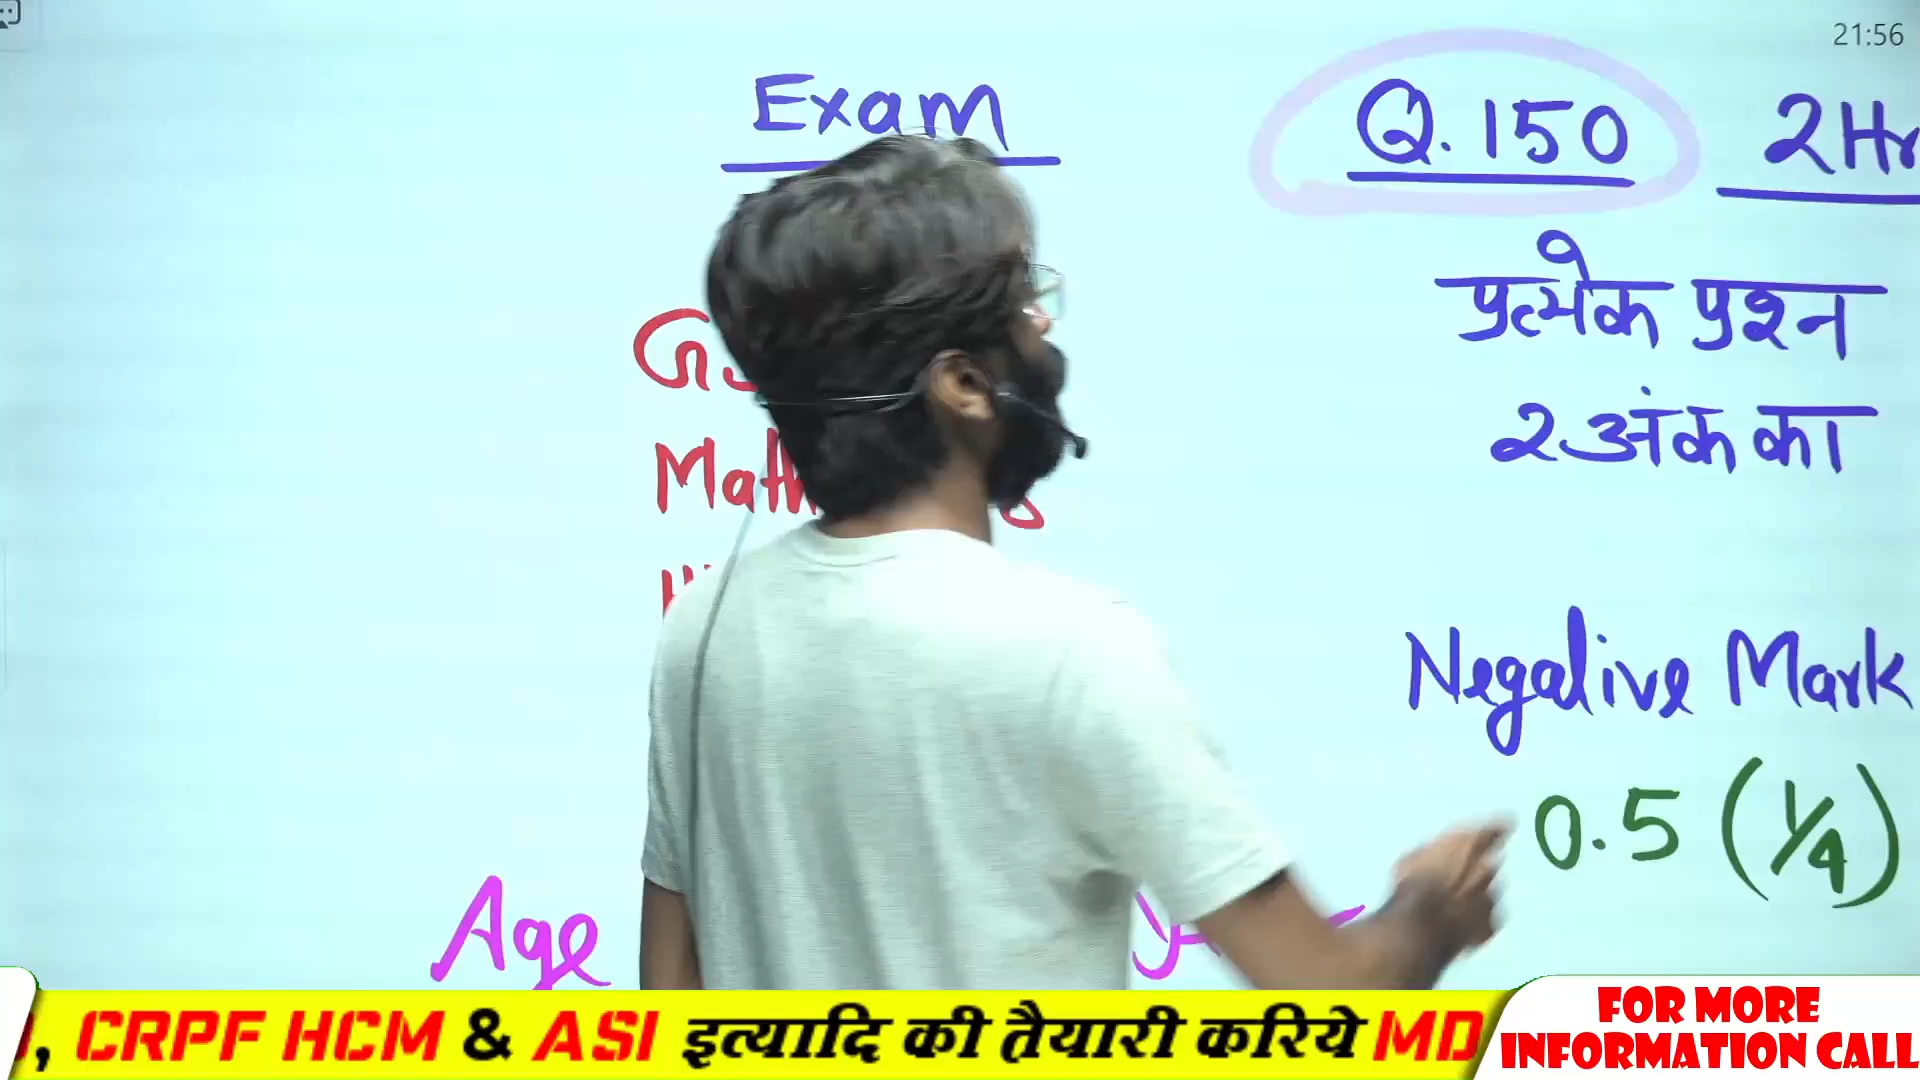 21:56
Exam
Q. 150
2Hr
प्रत्येक प्रश्न
2 अंक का
Negative Mark
0.5 (1/4)
Age
, CRPF HCM & ASI इत्यादि की तैयारी करिये MD
FOR MORE
INFORMATION CALL